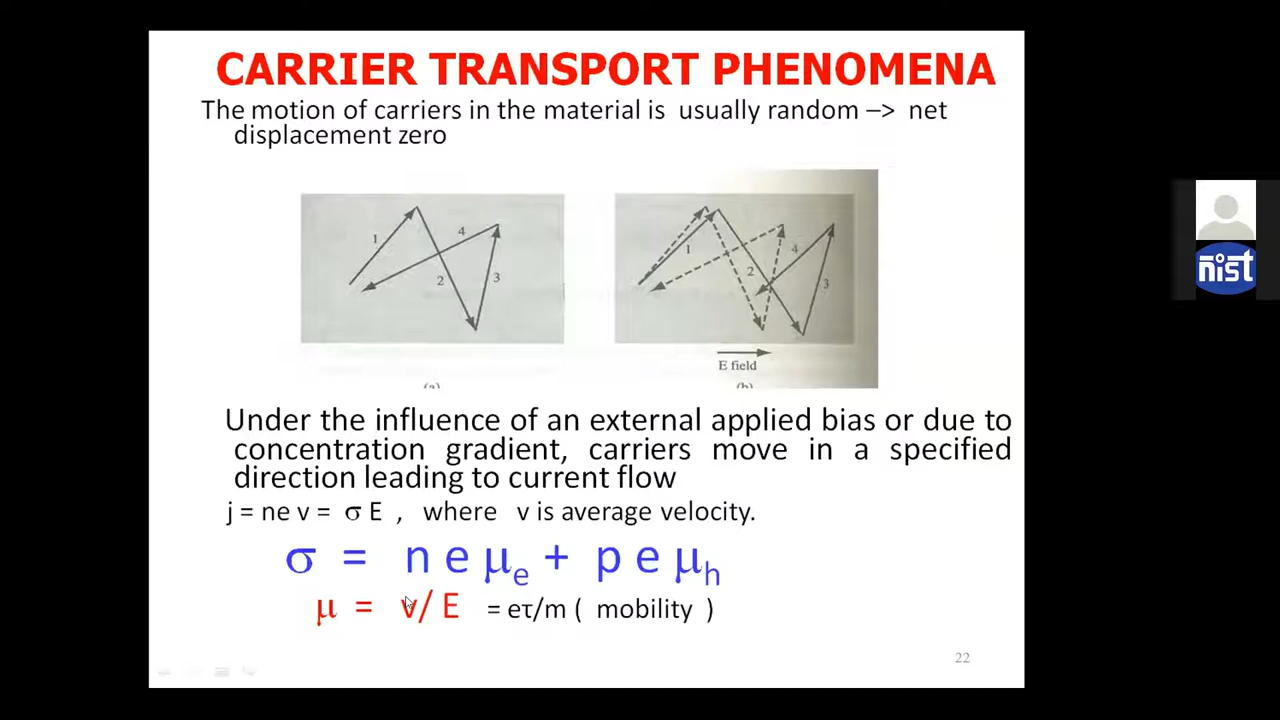 CARRIER TRANSPORT PHENOMENA
The motion of carriers in the material is usually random –> net
displacement zero
1
4
2
3
1
4
2
3
E field
(a)
(b)
Under the influence of an external applied bias or due to
concentration gradient, carriers move in a specified
direction leading to current flow
j = ne v = σ E , where v is average velocity.
σ = n e μe + p e μh
μ = v/ E = eτ/m ( mobility )
22
nist